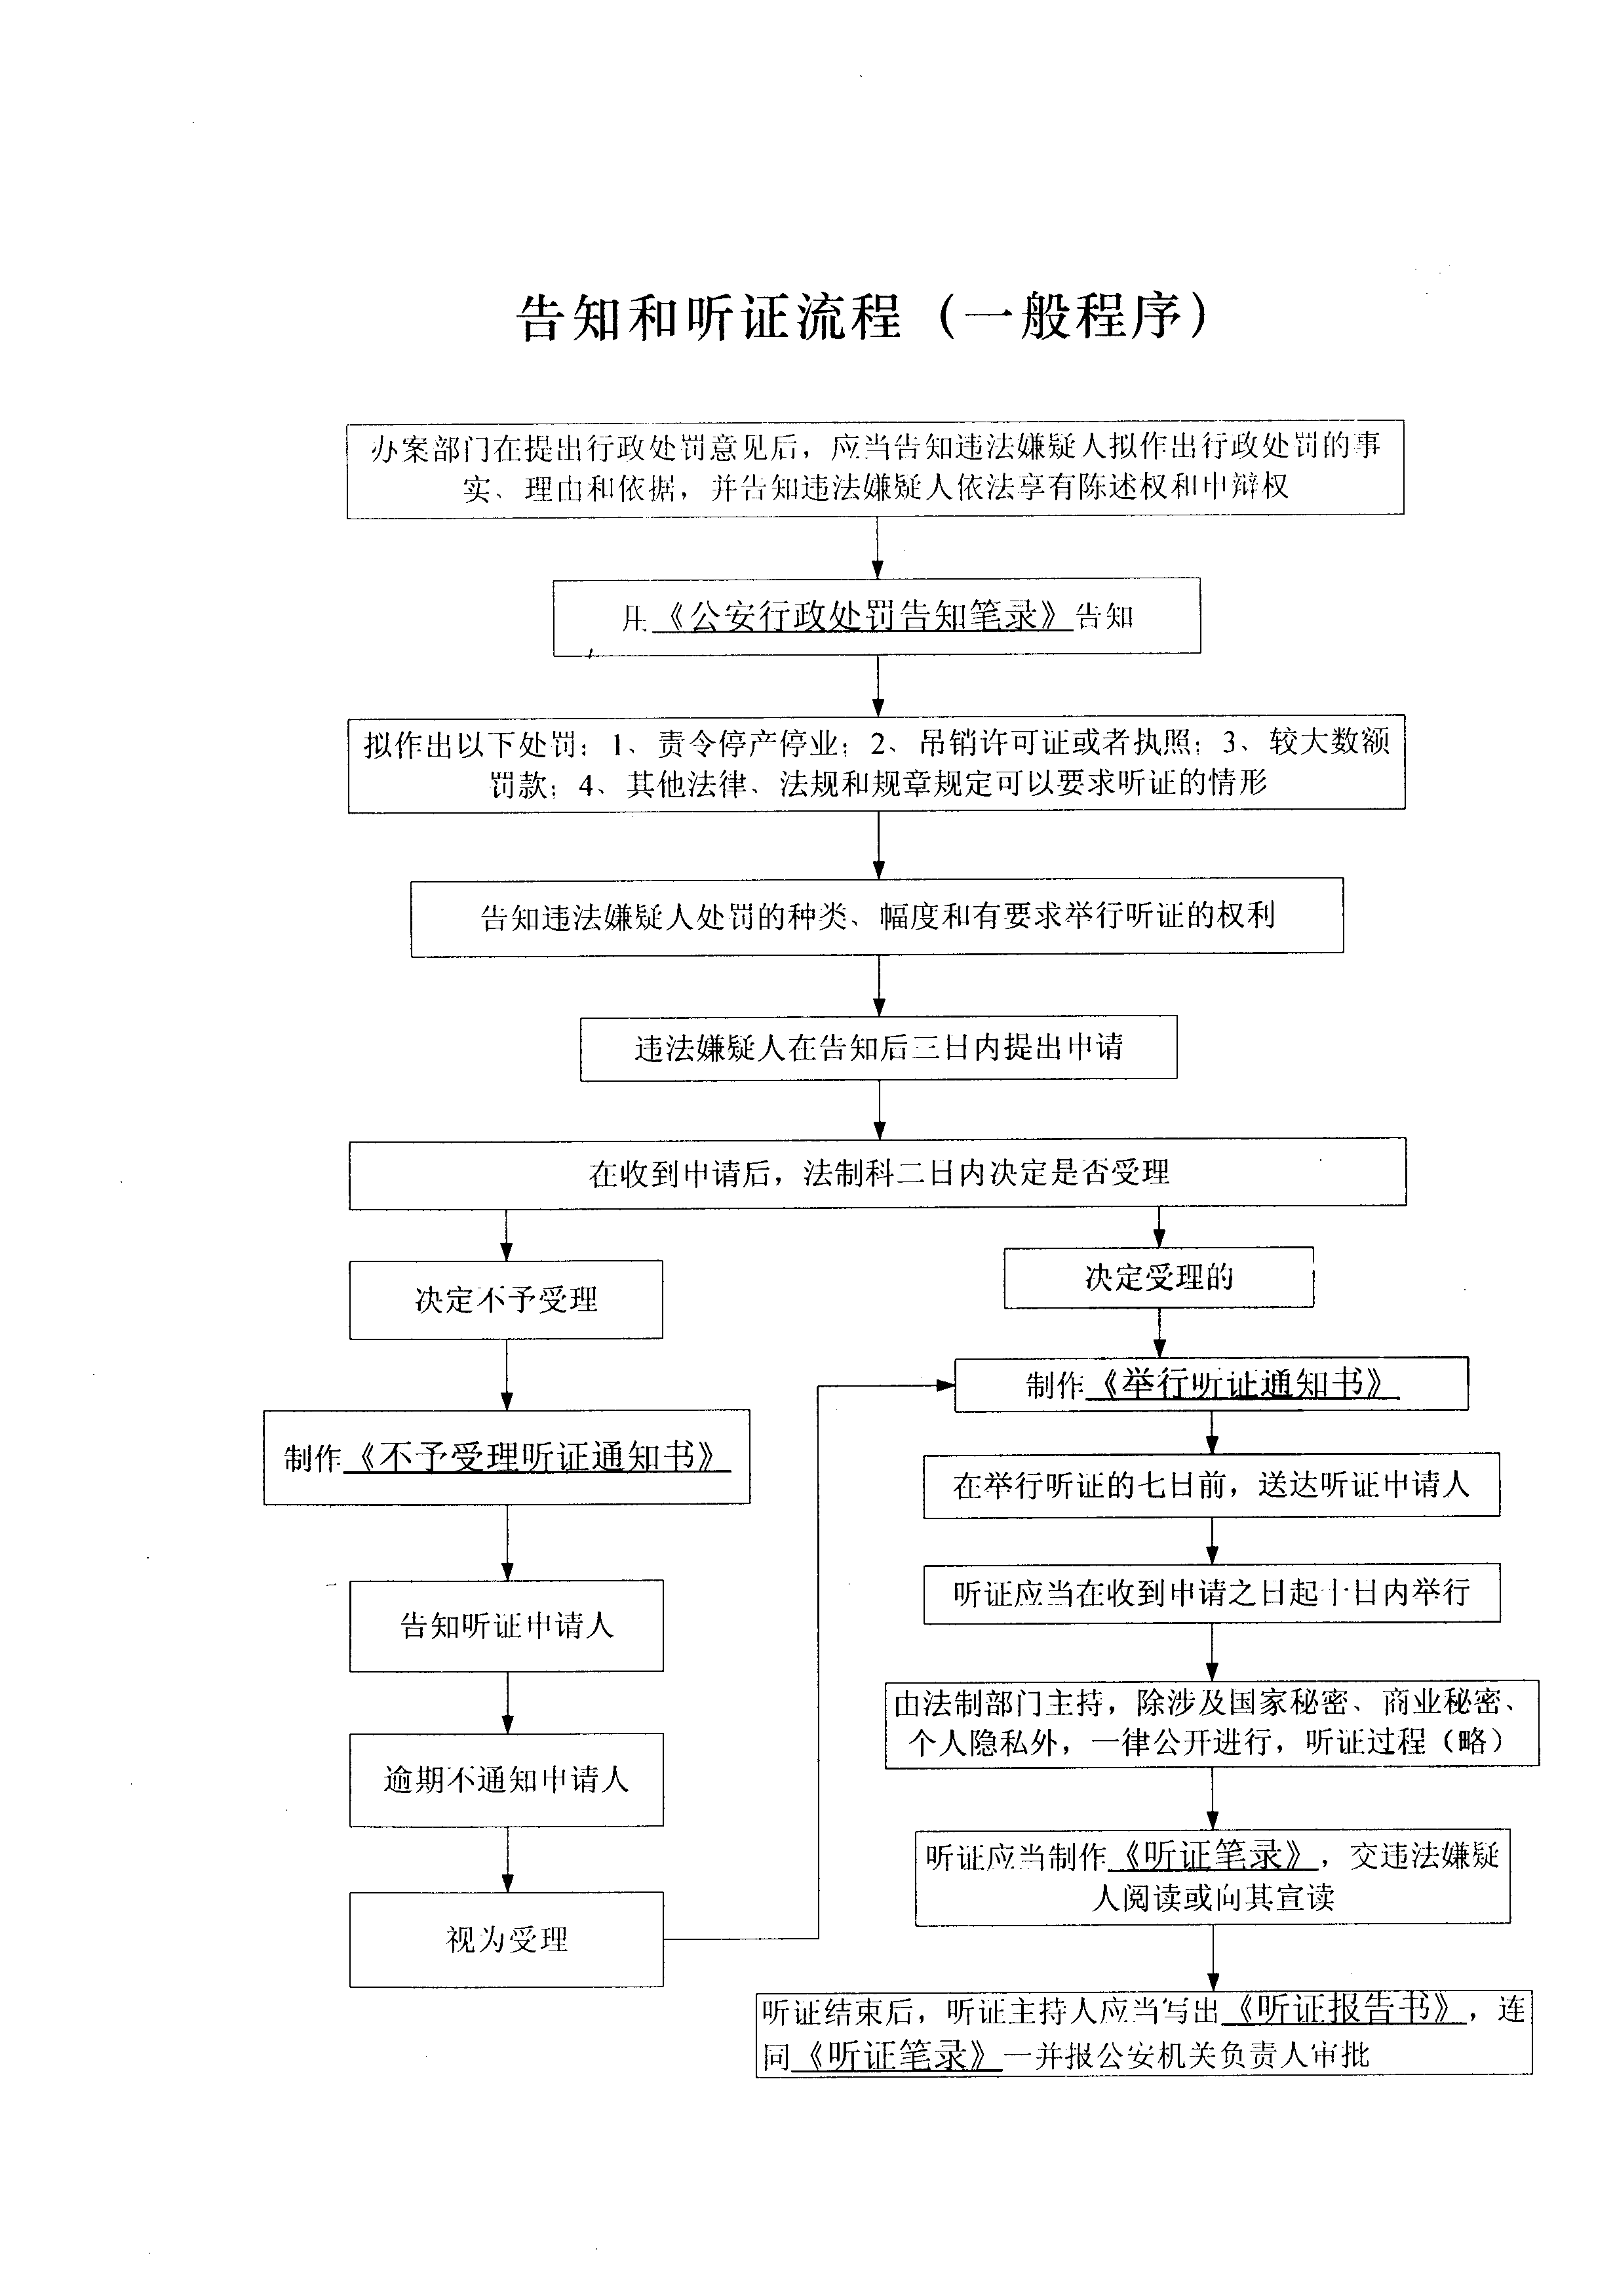 告知和听证流程（一般程序）
办案部门在提出行政处罚意见后，应当告知违法嫌疑人拟作出行政处罚的事
实、理由和依据，并告知违法嫌疑人依法享有陈述权和申辩权
用《公安行政处罚告知笔录》告知
拟作出以下处罚：1、责令停产停业；2、吊销许可证或者执照；3、较大数额
罚款；4、其他法律、法规和规章规定可以要求听证的情形
告知违法嫌疑人处罚的种类、幅度和有要求举行听证的权利
违法嫌疑人在告知后三日内提出申请
在收到申请后，法制科二日内决定是否受理
决定不予受理
决定受理的
制作《举行听证通知书》
制作《不予受理听证通知书》
在举行听证的七日前，送达听证申请人
听证应当在收到申请之日起十日内举行
告知听证申请人
由法制部门主持，除涉及国家秘密、商业秘密、
个人隐私外，一律公开进行，听证过程（略）
逾期不通知申请人
听证应当制作《听证笔录》，交违法嫌疑
人阅读或向其宣读
视为受理
听证结束后，听证主持人应当写出《听证报告书》，连
同《听证笔录》一并报公安机关负责人审批